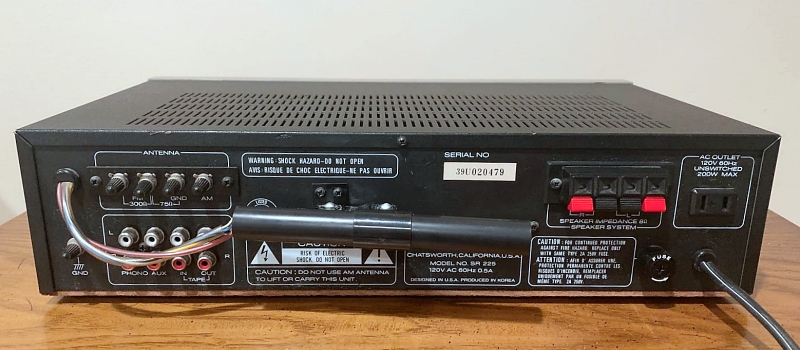 ANTENNA
FM
300Ω
75Ω
GND
AM
WARNING: SHOCK HAZARD-DO NOT OPEN
AVIS: RISQUE DE CHOC ELECTRIQUE-NE PAS OUVRIR
SERIAL NO
39U020479
AC OUTLET
120V 60Hz
UNSWITCHED
200W MAX
R
L
SPEAKER IMPEDANCE 8Ω
SPEAKER SYSTEM
L
R
GND
PHONO
AUX
IN
OUT
TAPE
CAUTION
RISK OF ELECTRIC
SHOCK. DO NOT OPEN
CAUTION: DO NOT USE AM ANTENNA
TO LIFT OR CARRY THIS UNIT.
CHATSWORTH, CALIFORNIA, U.S.A
MODEL NO. SR 225
120V AC 60Hz 0.5A
DESIGNED IN U.S.A. PRODUCED IN KOREA
CAUTION: FOR CONTINUED PROTECTION
AGAINST FIRE HAZARD. REPLACE ONLY
WITH SAME TYPE 2A 250V FUSE.
ATTENTION: AFIN D'ASSURER UNE
PROTECTION PERMANENTE CONTRE LES
RISQUES D'INCENDIE, REMPLACER
UNIQUEMENT PAR UN FUSIBLE DE
MÊME TYPE. 2A 250V.
FUSE